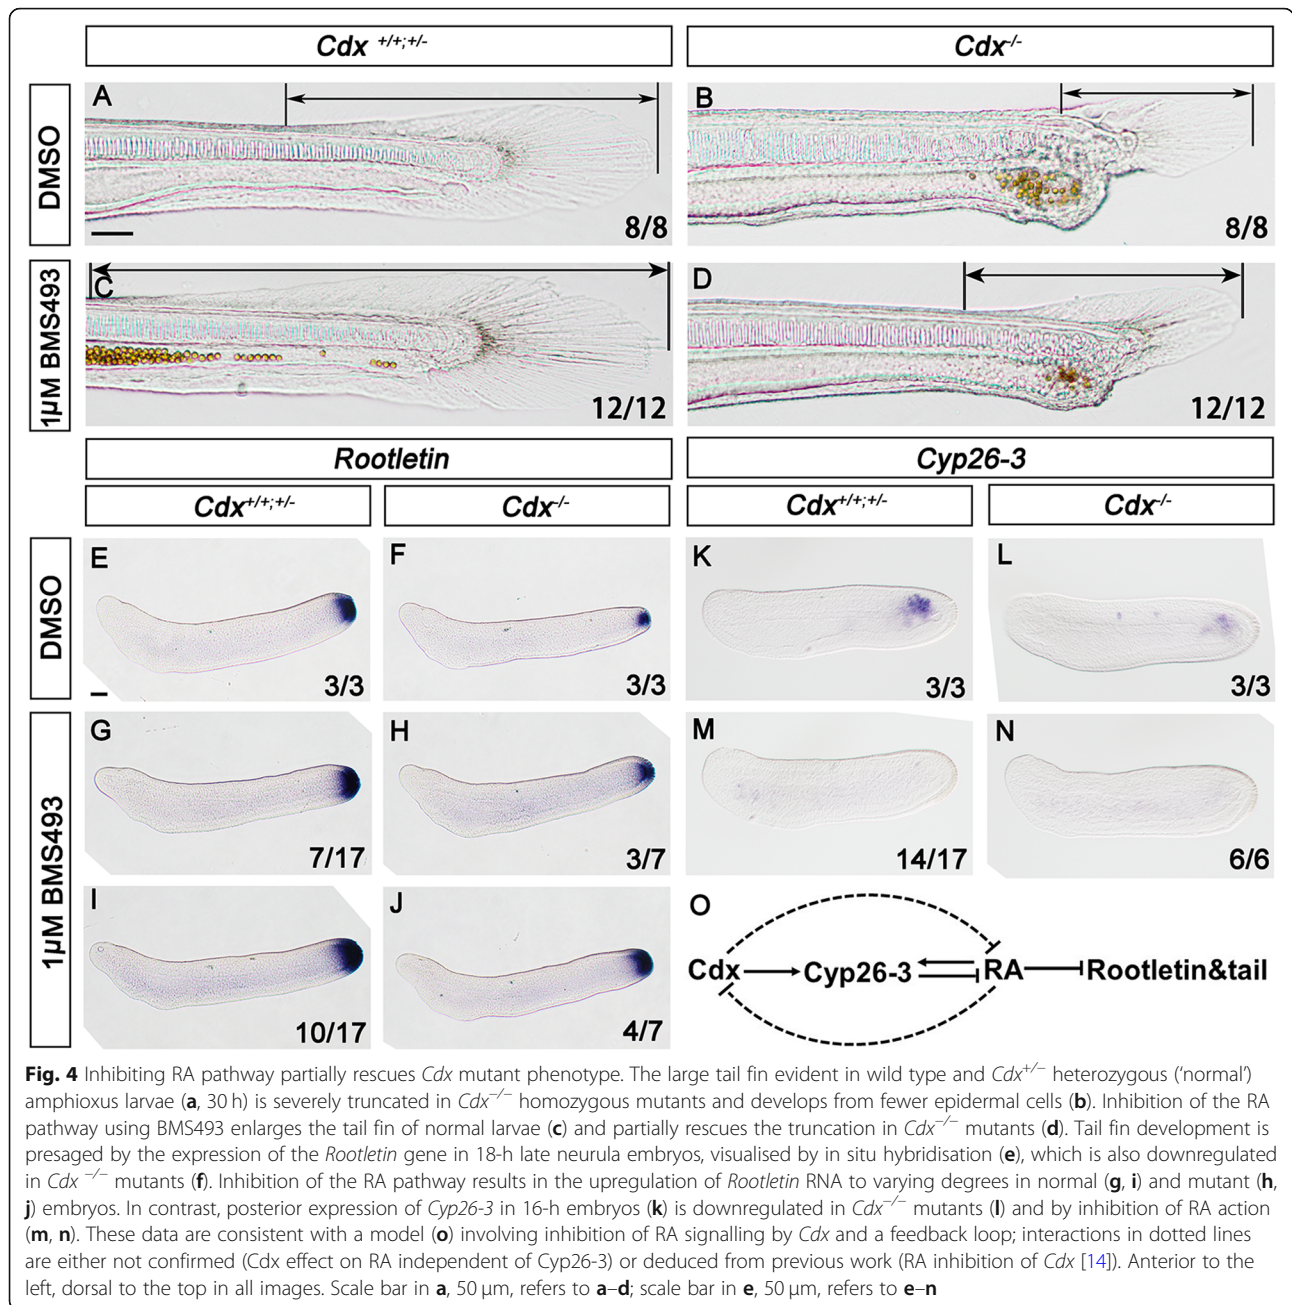 Cdx +/+;+/-
Cdx-/-
DMSO
A
8/8
B
8/8
1µM BMS493
C
12/12
D
12/12
Rootletin
Cyp26-3
Cdx+/+;+/-
Cdx-/-
Cdx+/+;+/-
Cdx-/-
DMSO
E
3/3
F
3/3
K
3/3
L
3/3
1µM BMS493
G
7/17
H
3/7
M
14/17
N
6/6
I
10/17
J
4/7
O
Cdx Cyp26-3 RA Rootletin&tail
Fig. 4 Inhibiting RA pathway partially rescues Cdx mutant phenotype. The large tail fin evident in wild type and Cdx+/− heterozygous (‘normal’)
amphioxus larvae (a, 30 h) is severely truncated in Cdx−/− homozygous mutants and develops from fewer epidermal cells (b). Inhibition of the RA
pathway using BMS493 enlarges the tail fin of normal larvae (c) and partially rescues the truncation in Cdx−/− mutants (d). Tail fin development is
presaged by the expression of the Rootletin gene in 18-h late neurula embryos, visualised by in situ hybridisation (e), which is also downregulated
in Cdx −/− mutants (f). Inhibition of the RA pathway results in the upregulation of Rootletin RNA to varying degrees in normal (g, i) and mutant (h,
j) embryos. In contrast, posterior expression of Cyp26-3 in 16-h embryos (k) is downregulated in Cdx−/− mutants (l) and by inhibition of RA action
(m, n). These data are consistent with a model (o) involving inhibition of RA signalling by Cdx and a feedback loop; interactions in dotted lines
are either not confirmed (Cdx effect on RA independent of Cyp26-3) or deduced from previous work (RA inhibition of Cdx [14]). Anterior to the
left, dorsal to the top in all images. Scale bar in a, 50 µm, refers to a–d; scale bar in e, 50 µm, refers to e–n